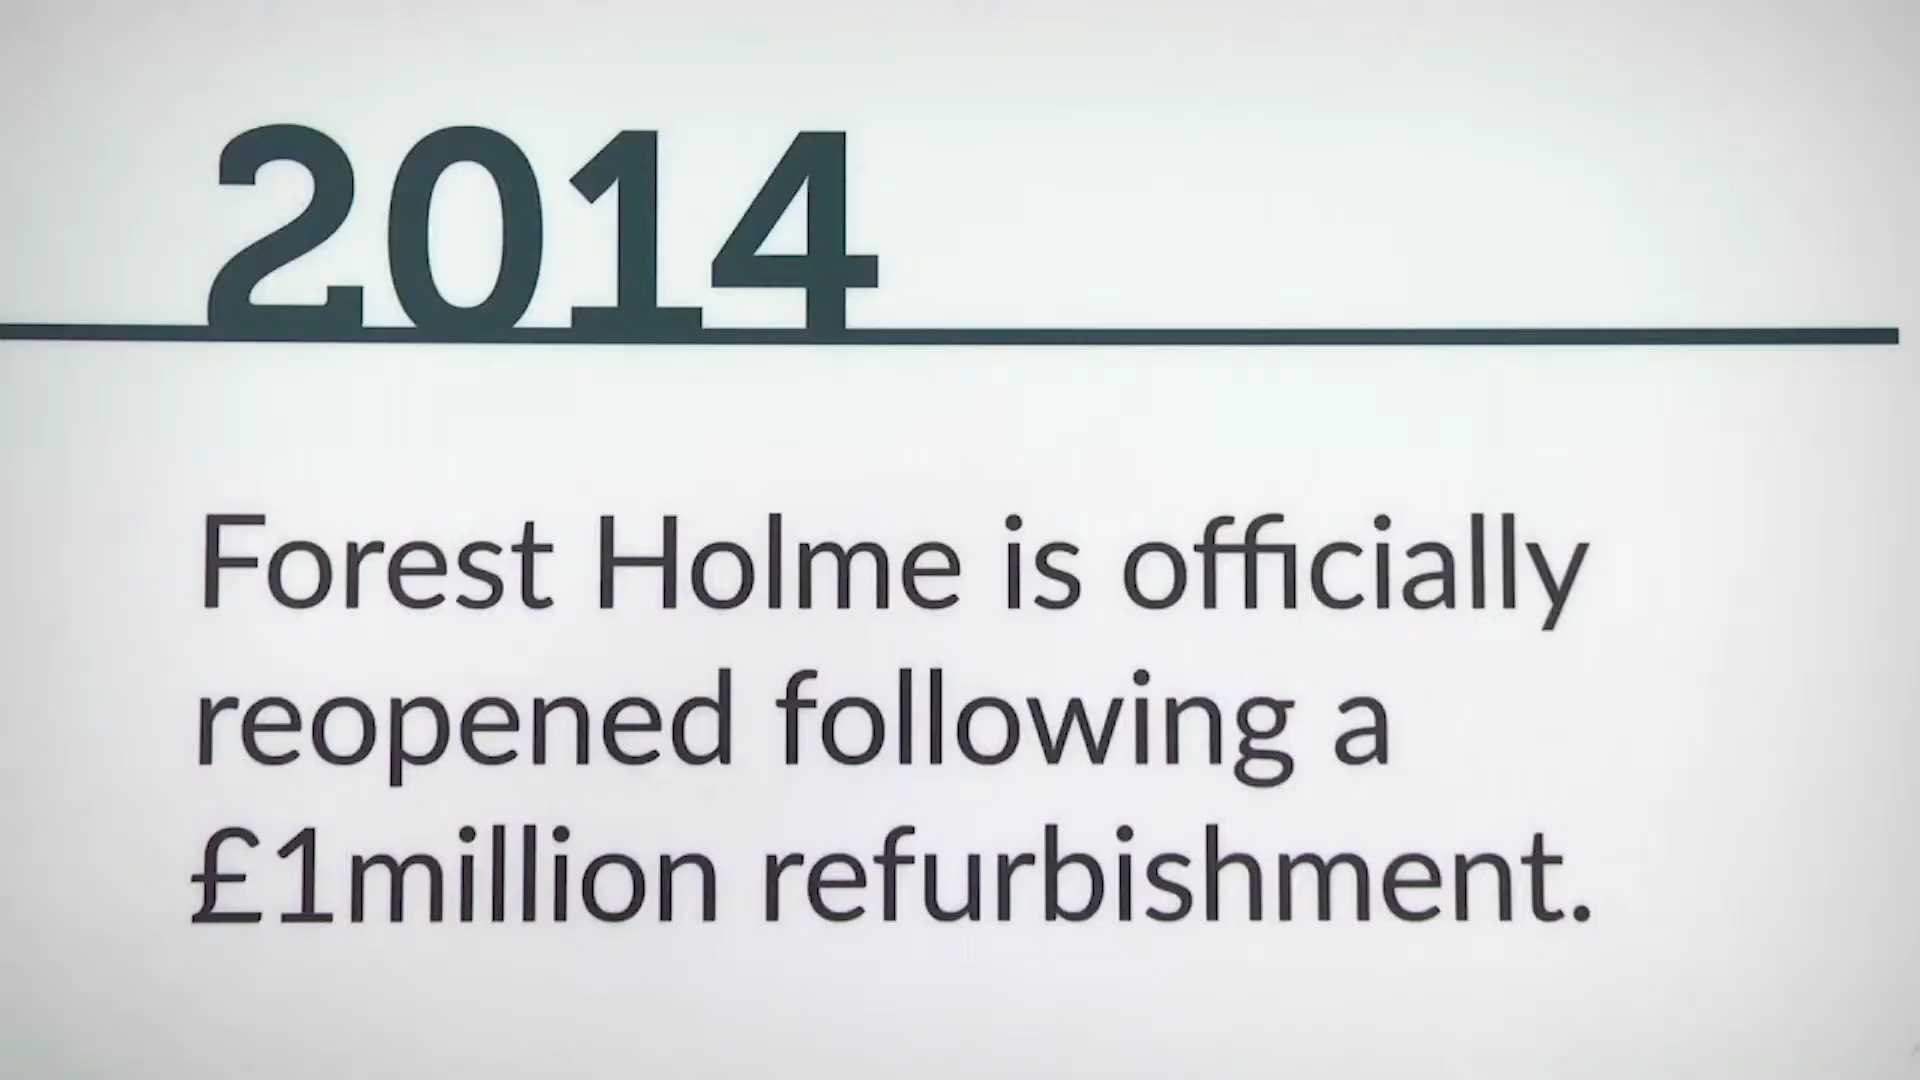 2014
Forest Holme is officially
reopened following a
£1million refurbishment.